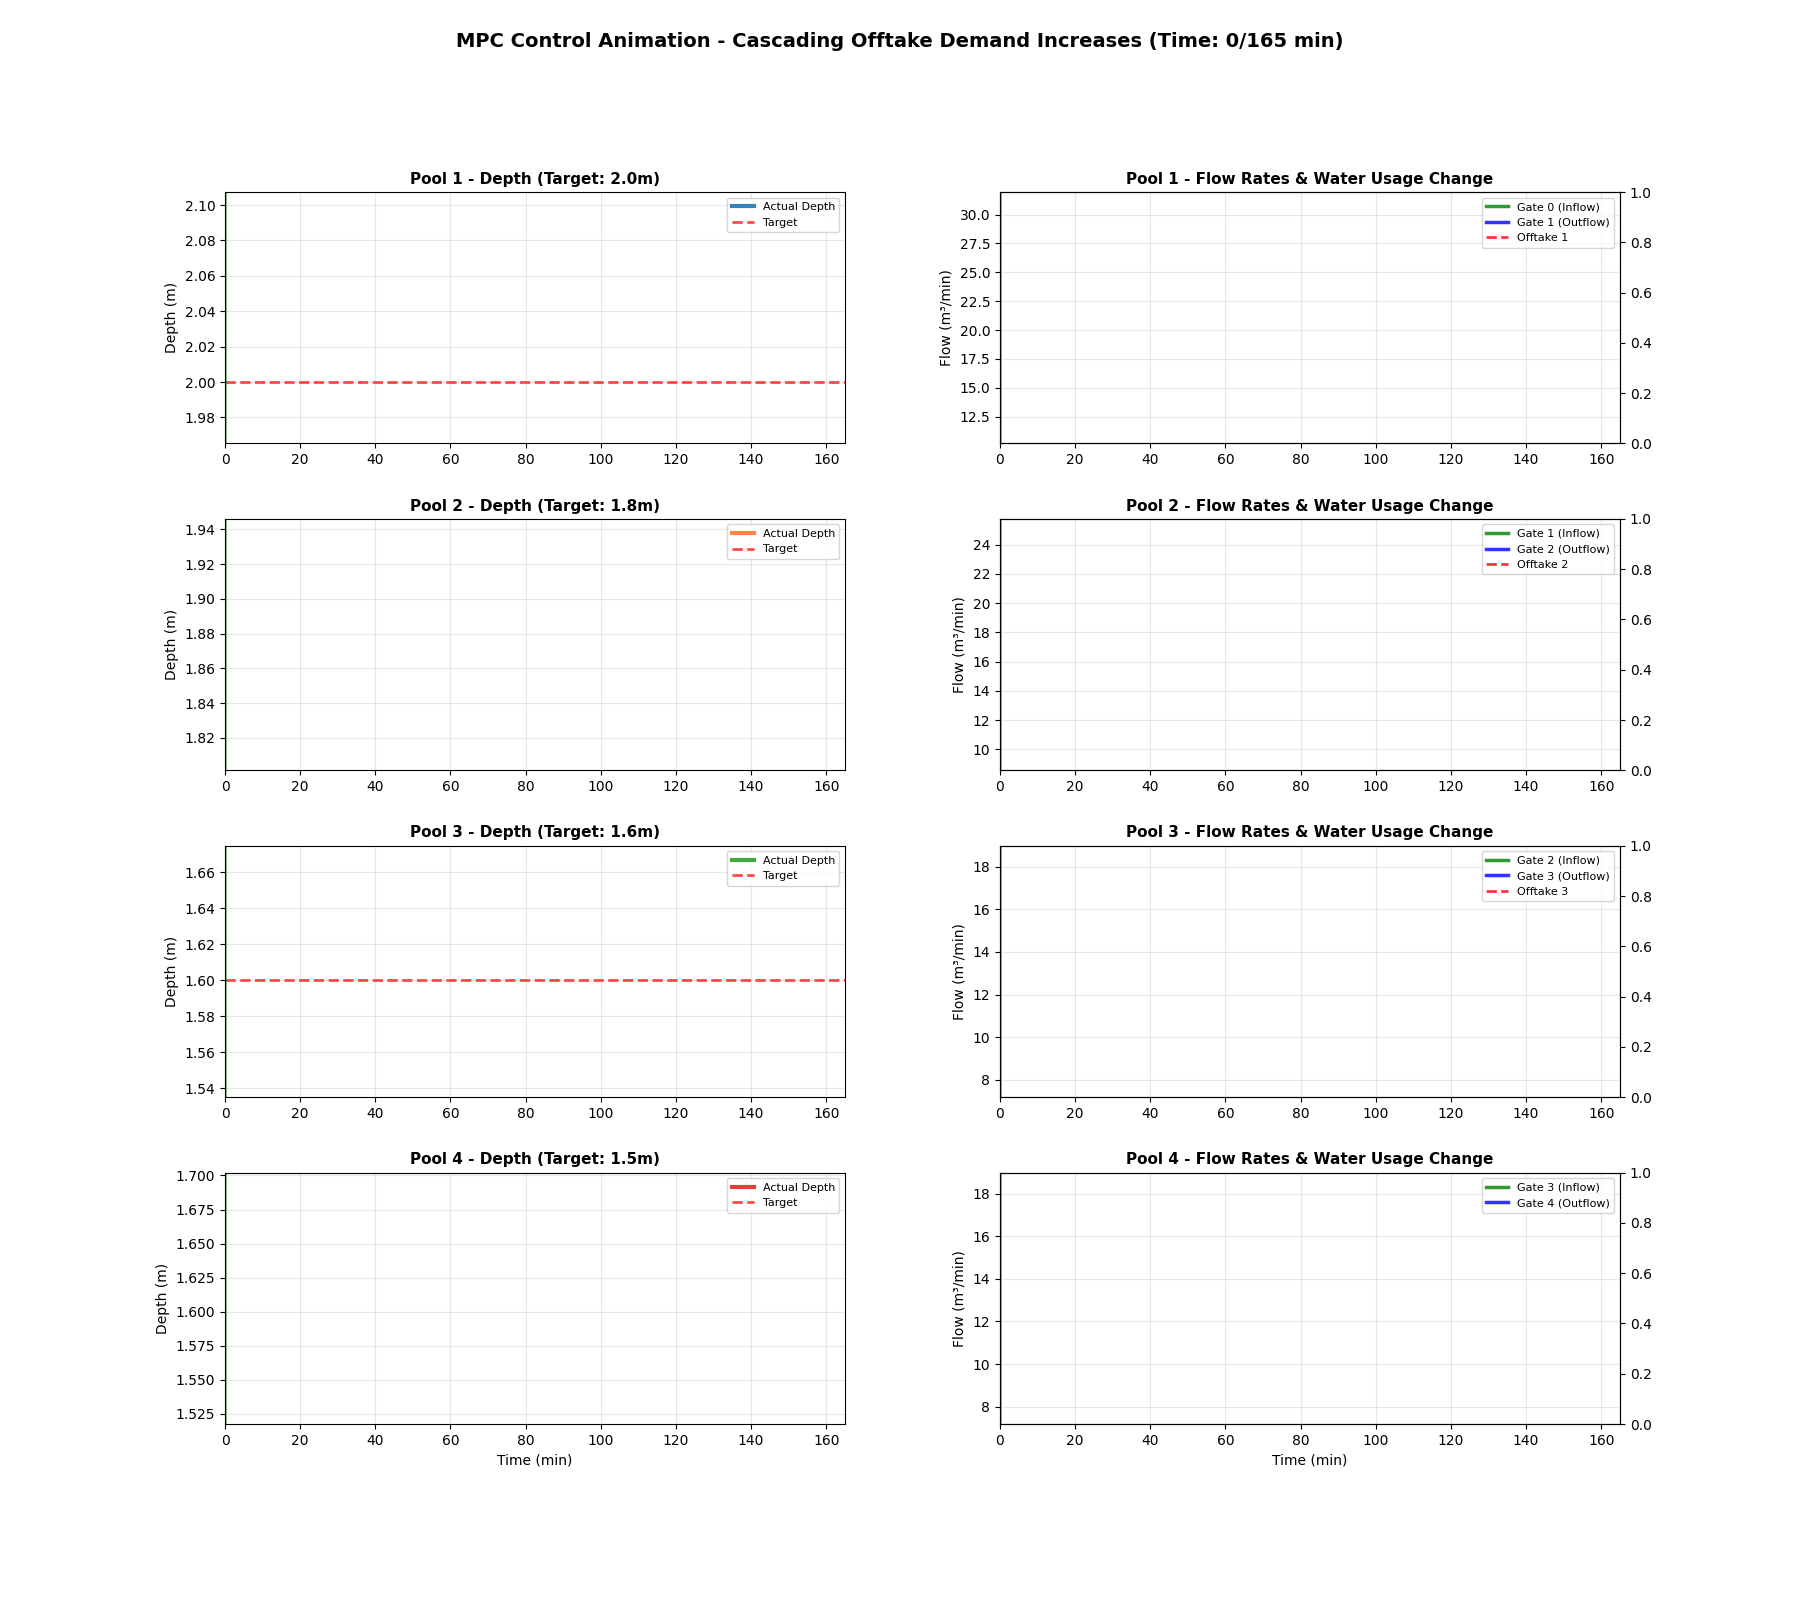 MPC Control Animation - Cascading Offtake Demand Increases (Time: 0/165 min)
Pool 1 - Depth (Target: 2.0m)
Depth (m)
2.10
2.08
2.06
2.04
2.02
2.00
1.98
Actual Depth
Target
0 20 40 60 80 100 120 140 160
Pool 1 - Flow Rates & Water Usage Change
Flow (m³/min)
30.0
27.5
25.0
22.5
20.0
17.5
15.0
12.5
Gate 0 (Inflow)
Gate 1 (Outflow)
Offtake 1
1.0
0.8
0.6
0.4
0.2
0.0
0 20 40 60 80 100 120 140 160
Pool 2 - Depth (Target: 1.8m)
Depth (m)
1.94
1.92
1.90
1.88
1.86
1.84
1.82
Actual Depth
Target
0 20 40 60 80 100 120 140 160
Pool 2 - Flow Rates & Water Usage Change
Flow (m³/min)
24
22
20
18
16
14
12
10
Gate 1 (Inflow)
Gate 2 (Outflow)
Offtake 2
1.0
0.8
0.6
0.4
0.2
0.0
0 20 40 60 80 100 120 140 160
Pool 3 - Depth (Target: 1.6m)
Depth (m)
1.66
1.64
1.62
1.60
1.58
1.56
1.54
Actual Depth
Target
0 20 40 60 80 100 120 140 160
Pool 3 - Flow Rates & Water Usage Change
Flow (m³/min)
18
16
14
12
10
8
Gate 2 (Inflow)
Gate 3 (Outflow)
Offtake 3
1.0
0.8
0.6
0.4
0.2
0.0
0 20 40 60 80 100 120 140 160
Pool 4 - Depth (Target: 1.5m)
Depth (m)
1.700
1.675
1.650
1.625
1.600
1.575
1.550
1.525
Actual Depth
Target
0 20 40 60 80 100 120 140 160
Time (min)
Pool 4 - Flow Rates & Water Usage Change
Flow (m³/min)
18
16
14
12
10
8
Gate 3 (Inflow)
Gate 4 (Outflow)
1.0
0.8
0.6
0.4
0.2
0.0
0 20 40 60 80 100 120 140 160
Time (min)